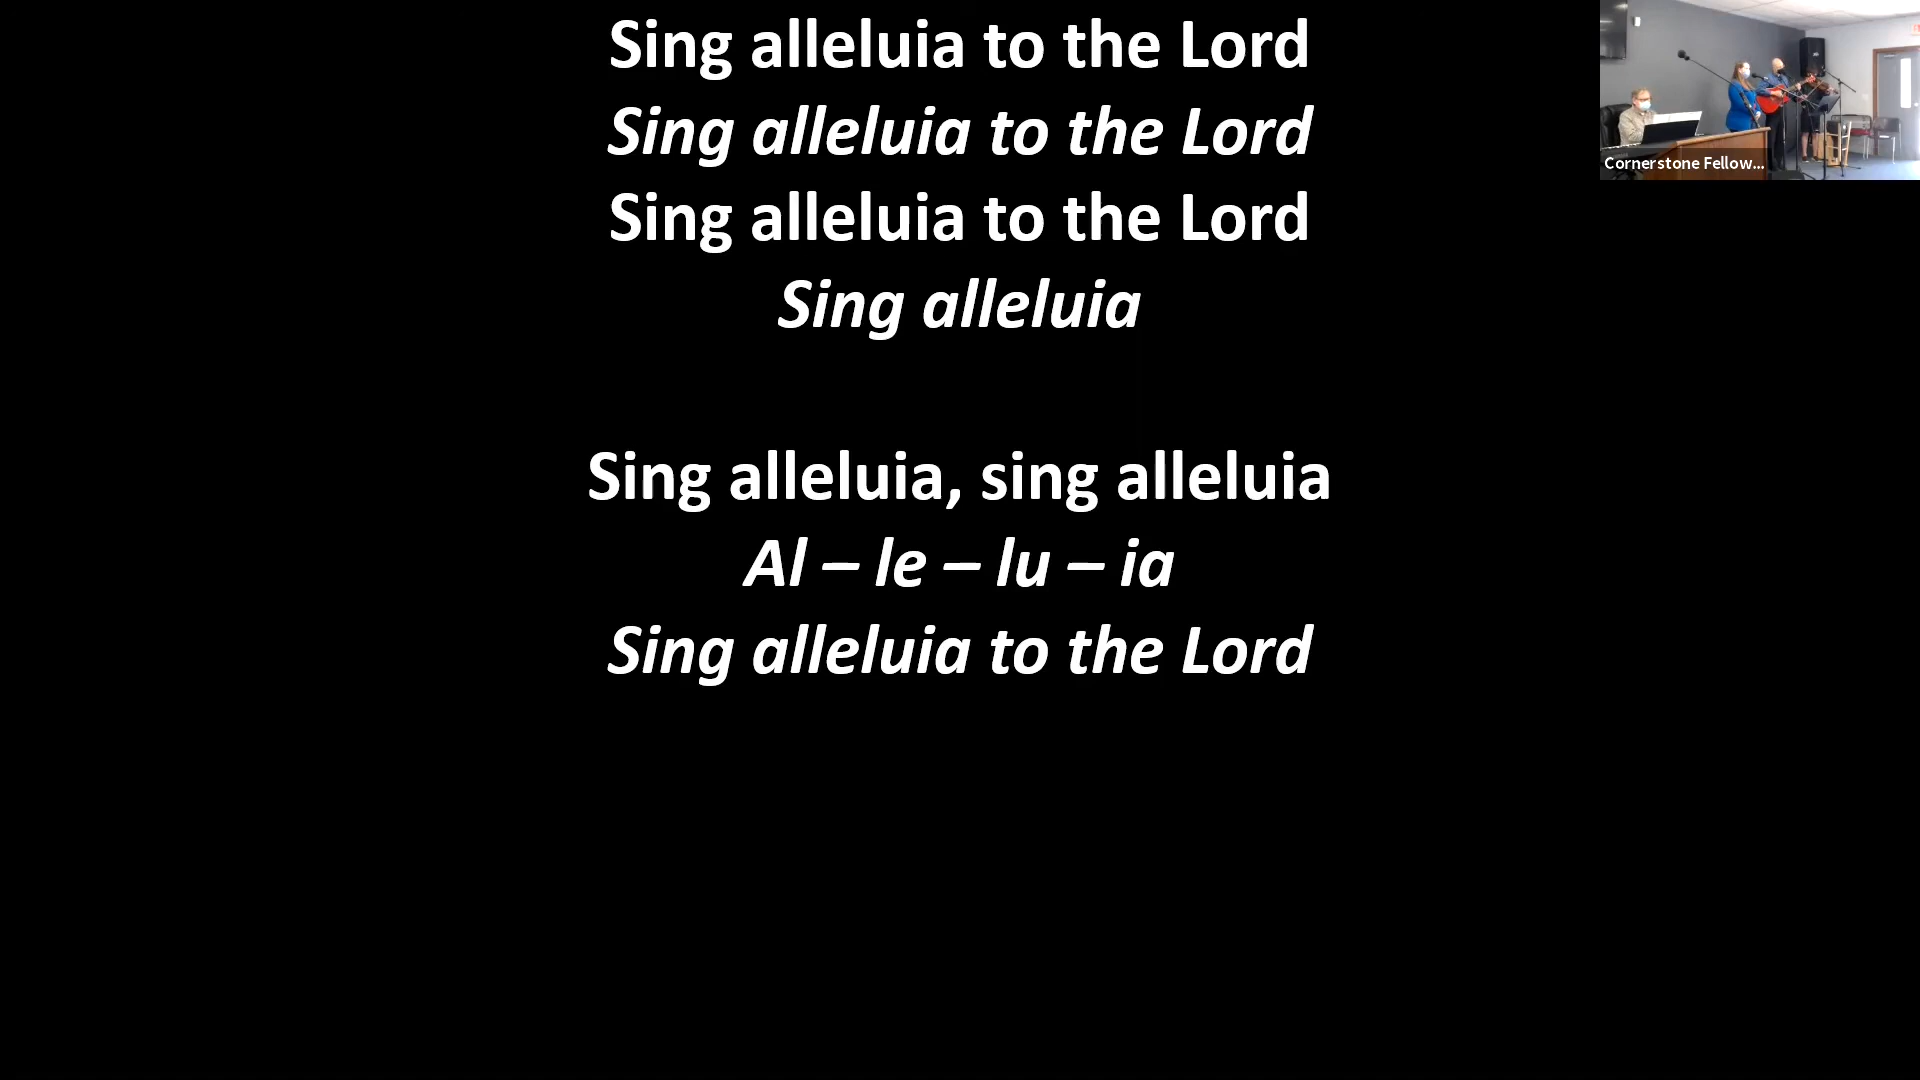 Sing alleluia to the Lord
Sing alleluia to the Lord
Sing alleluia to the Lord
Sing alleluia
Sing alleluia, sing alleluia
Al – le – lu – ia
Sing alleluia to the Lord
Cornerstone Fellow...